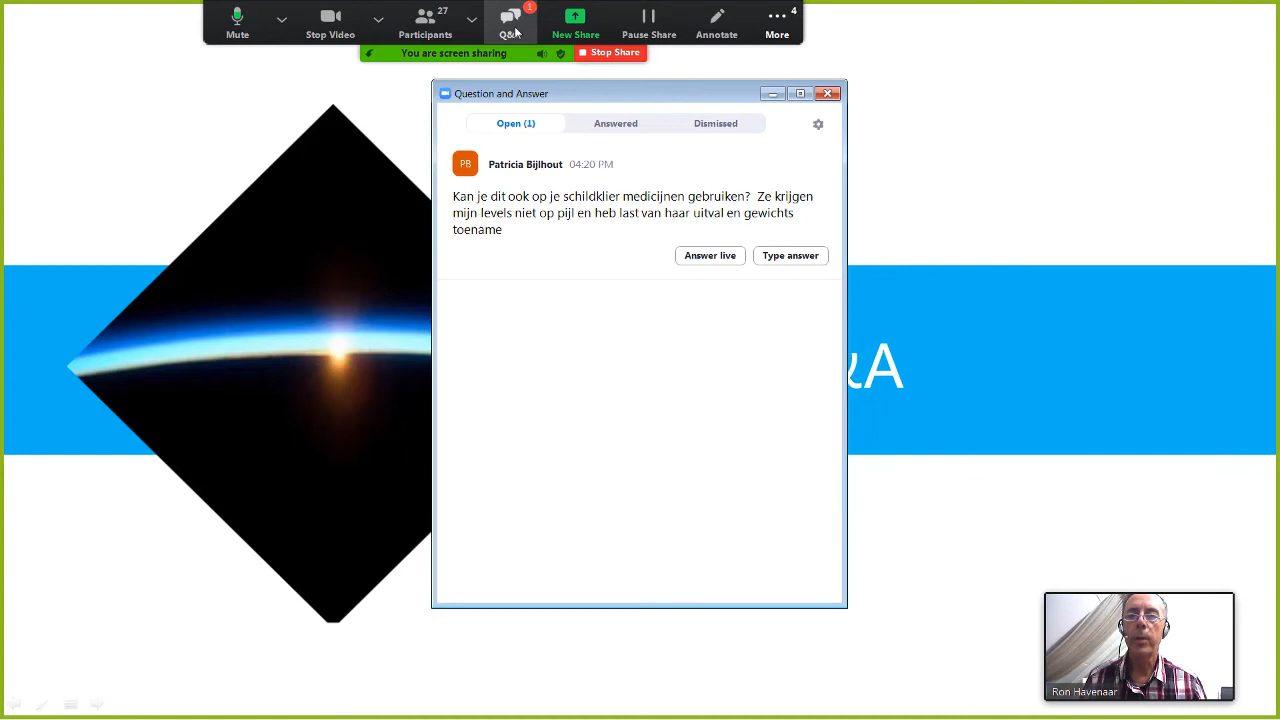 27
1
4
Mute
Stop Video
Participants
Q&A
New Share
Pause Share
Annotate
More
You are screen sharing
Stop Share
Question and Answer
Open (1)
Answered
Dismissed
PB
Patricia Bijlhout 04:20 PM
Kan je dit ook op je schildklier medicijnen gebruiken? Ze krijgen
mijn levels niet op pijl en heb last van haar uitval en gewichts
toename
Answer live
Type answer
&A
Ron Havenaar